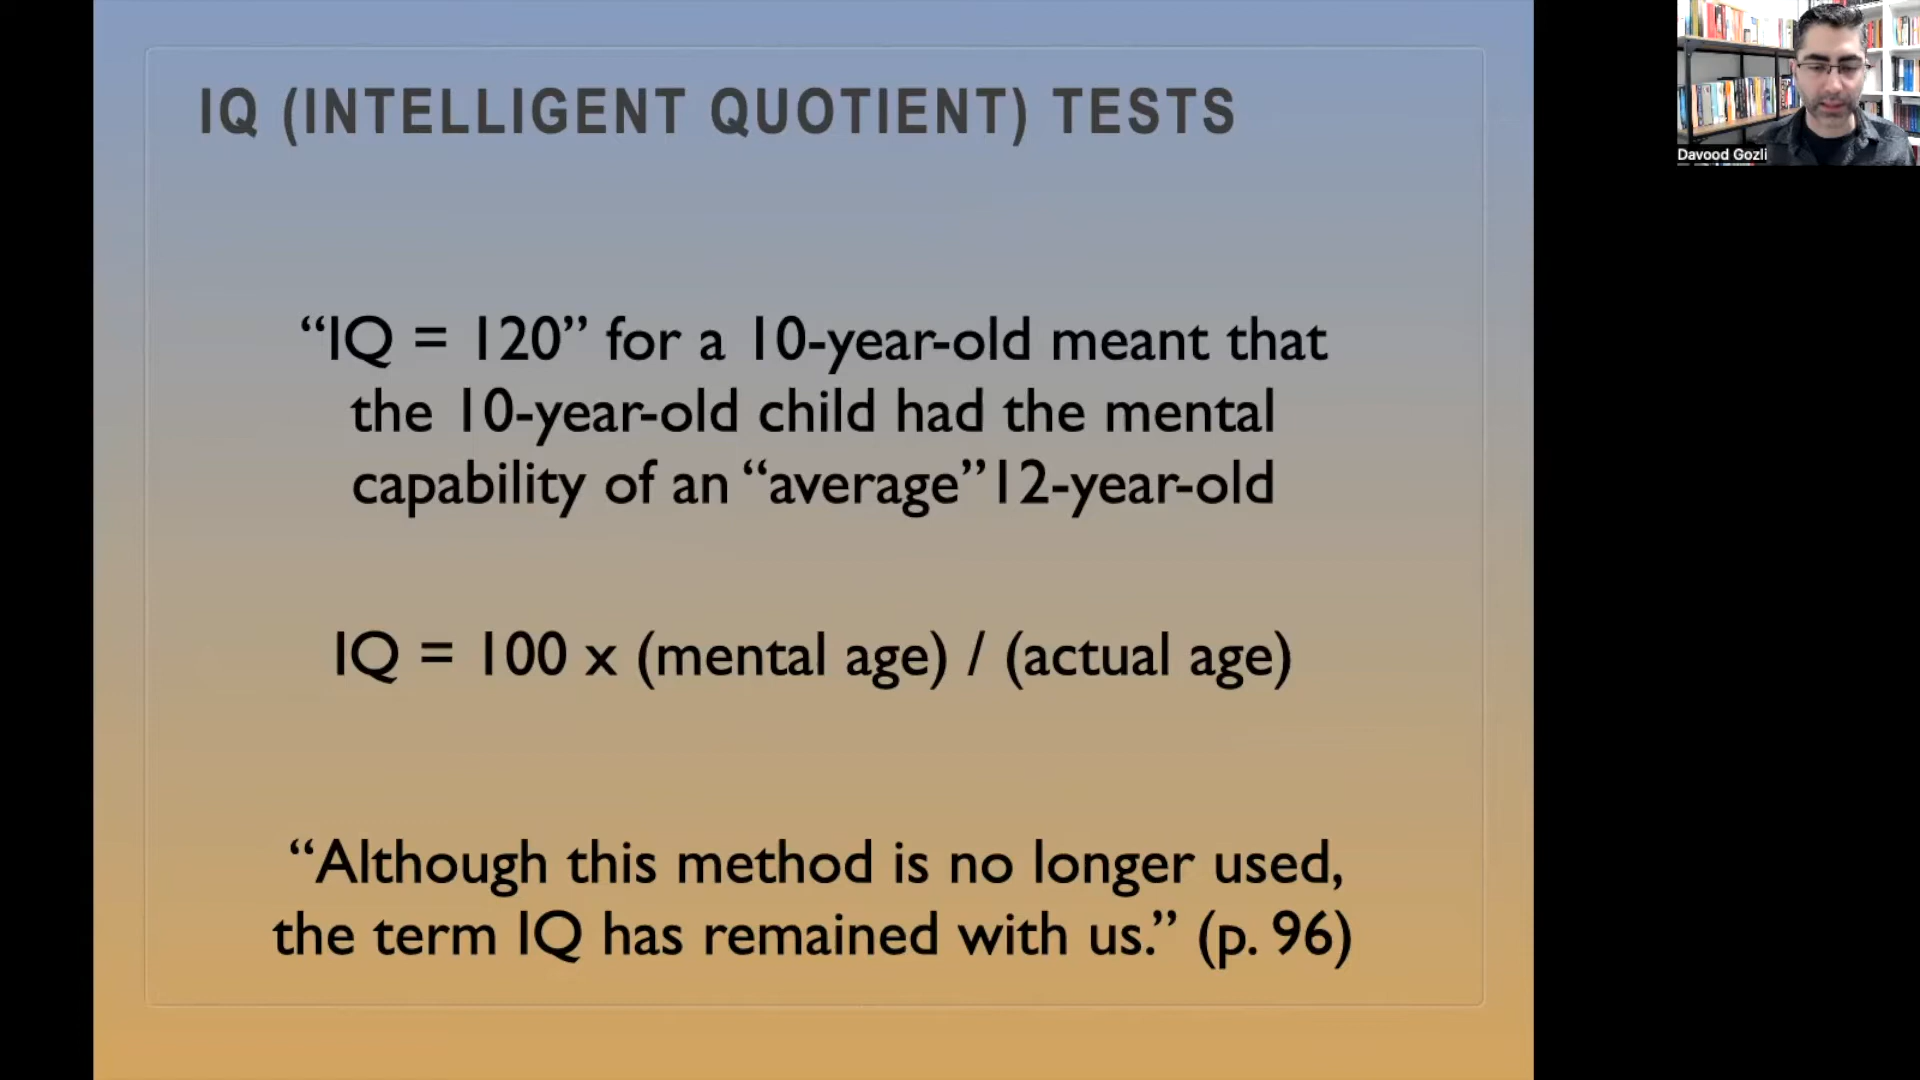 IQ (INTELLIGENT QUOTIENT) TESTS
“IQ = 120” for a 10-year-old meant that
the 10-year-old child had the mental
capability of an “average” 12-year-old
IQ = 100 x (mental age) / (actual age)
“Although this method is no longer used,
the term IQ has remained with us.” (p. 96)
Davood Gozli